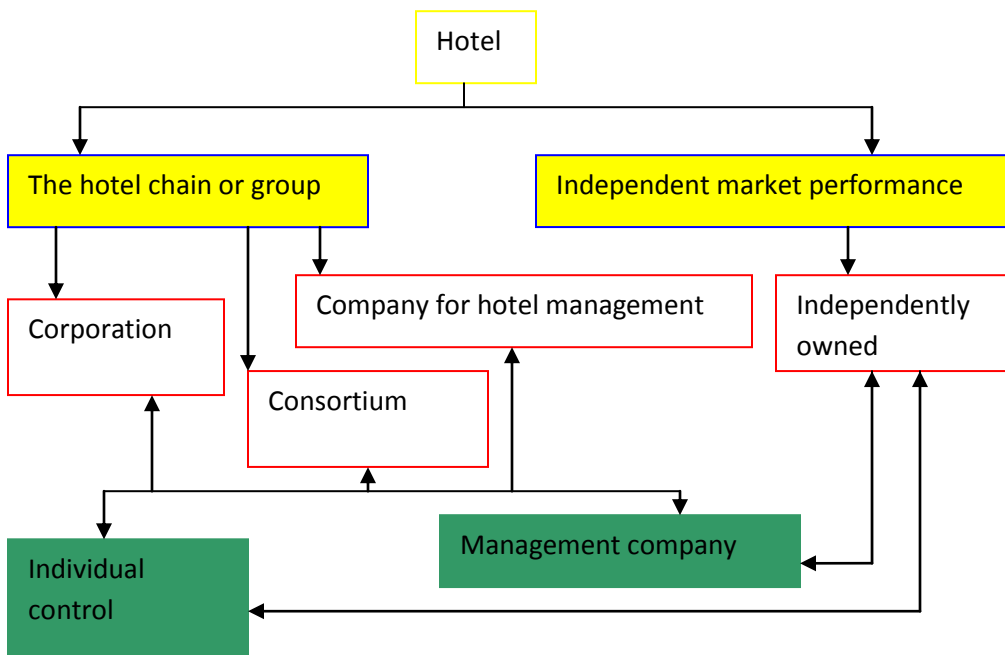 Hotel
The hotel chain or group
Independent market performance
Corporation
Company for hotel management
Independently
owned
Consortium
Management company
Individual
control